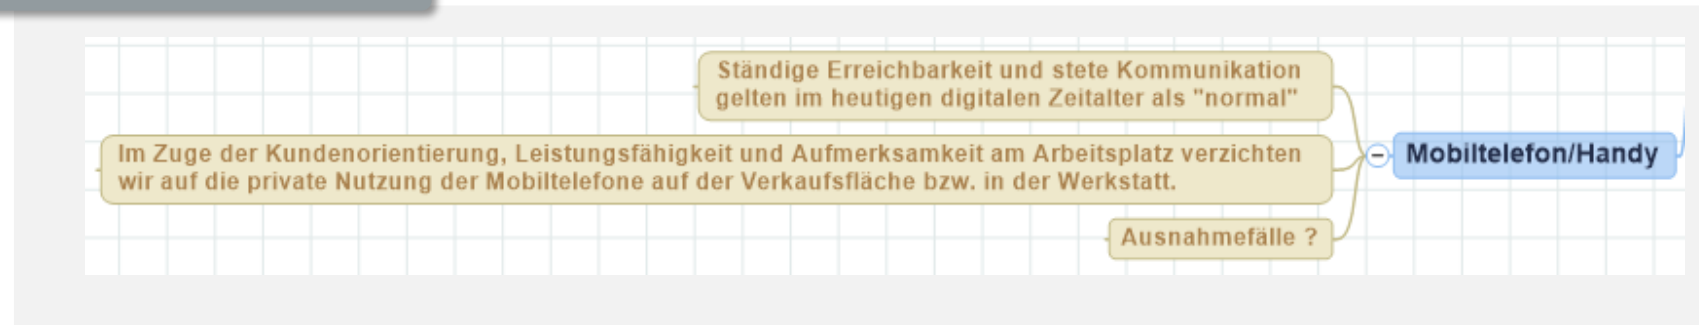 Ständige Erreichbarkeit und stete Kommunikation
gelten im heutigen digitalen Zeitalter als "normal"
Im Zuge der Kundenorientierung, Leistungsfähigkeit und Aufmerksamkeit am Arbeitsplatz verzichten
wir auf die private Nutzung der Mobiltelefone auf der Verkaufsfläche bzw. in der Werkstatt.
Mobiltelefon/Handy
Ausnahmefälle ?